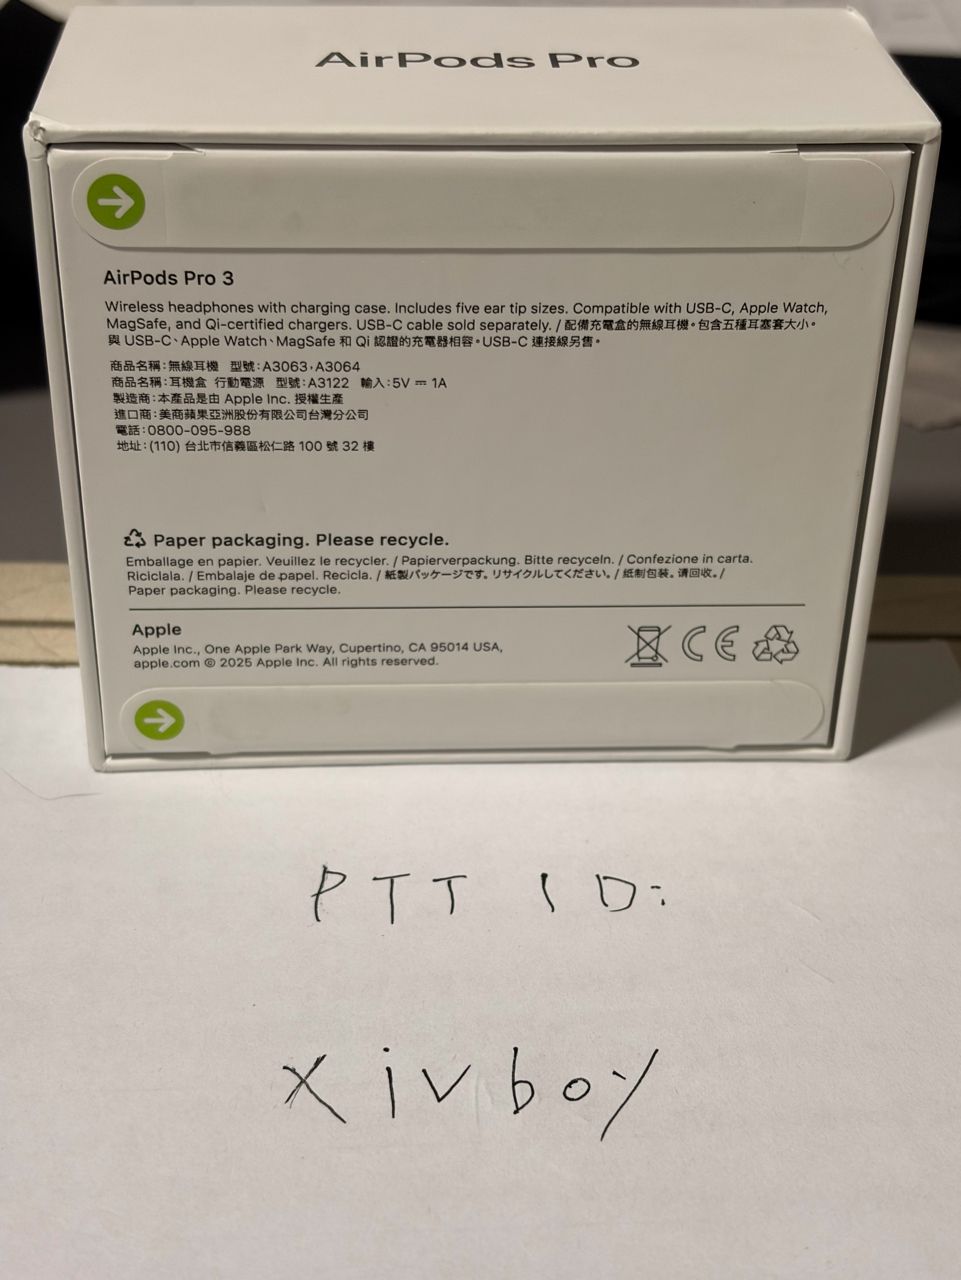 AirPods Pro
AirPods Pro 3
Wireless headphones with charging case. Includes five ear tip sizes. Compatible with USB-C, Apple Watch,
MagSafe, and Qi-certified chargers. USB-C cable sold separately. / 配備充電盒的無線耳機。包含五種耳塞套大小。
與 USB-C、Apple Watch、MagSafe 和 Qi 認證的充電器相容。USB-C 連接線另售。
商品名稱：無線耳機 型號：A3063，A3064
商品名稱：耳機盒 行動電源 型號：A3122 輸入：5V ⎓ 1A
製造商：本產品是由 Apple Inc. 授權生產
進口商：美商蘋果亞洲股份有限公司台灣分公司
電話：0800-095-988
地址：(110) 台北市信義區松仁路 100 號 32 樓
Paper packaging. Please recycle.
Emballage en papier. Veuillez le recycler. / Papierverpackung. Bitte recyceln. / Confezione in carta.
Riciclala. / Embalaje de papel. Recicla. / 紙製パッケージです。リサイクルしてください。/ 纸制包装。请回收。/
Paper packaging. Please recycle.
Apple
Apple Inc., One Apple Park Way, Cupertino, CA 95014 USA,
apple.com © 2025 Apple Inc. All rights reserved.
CE
PTT ID:
xivboy